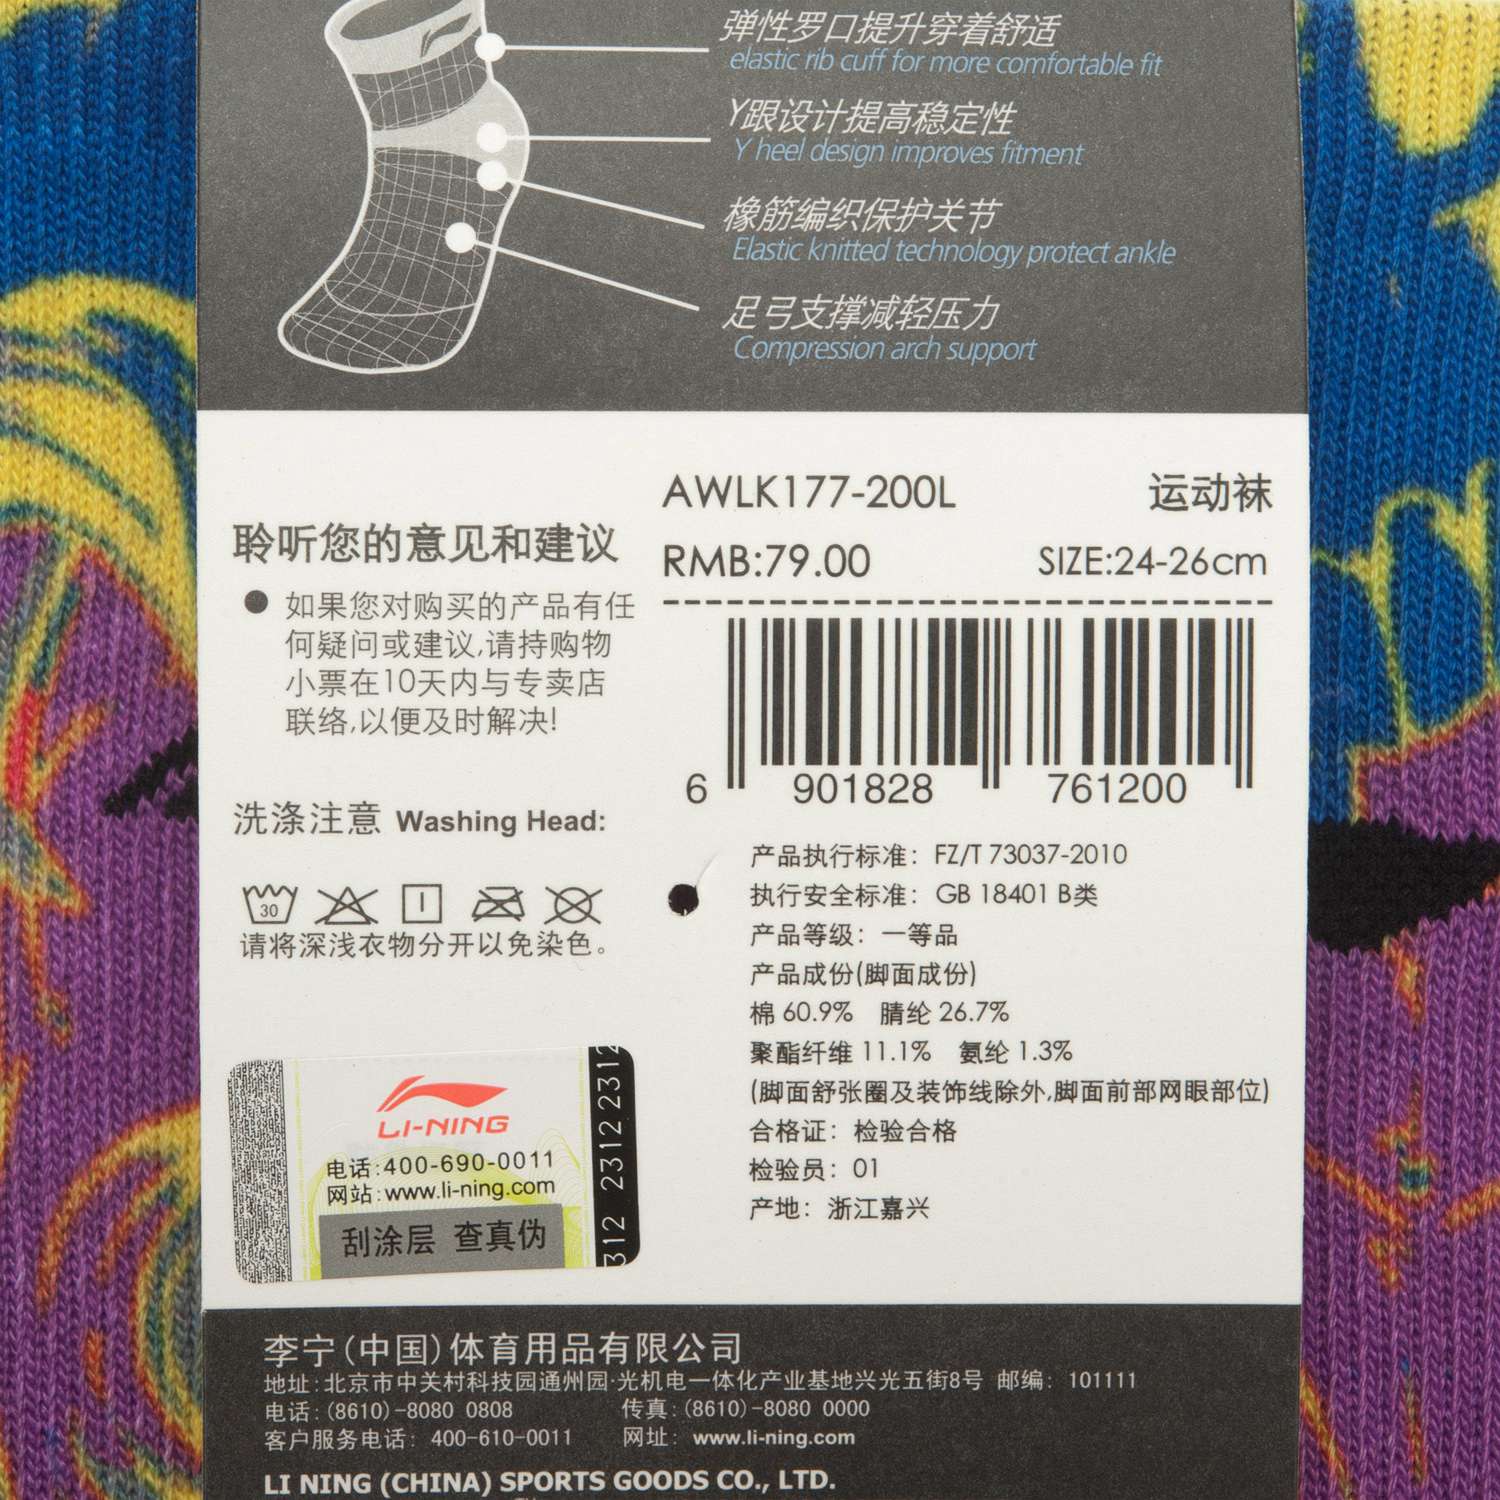 弹性罗口提升穿着舒适
elastic rib cuff for more comfortable fit
Y跟设计提高稳定性
Y heel design improves fitment
橡筋编织保护关节
Elastic knitted technology protect ankle
足弓支撑减轻压力
Compression arch support
AWLK177-200L 运动袜
RMB:79.00 SIZE:24-26cm
聆听您的意见和建议
● 如果您对购买的产品有任
何疑问或建议,请持购物
小票在10天内与专卖店
联络,以便及时解决!
6 901828 761200
洗涤注意 Washing Head:
30
请将深浅衣物分开以免染色。
产品执行标准：FZ/T 73037-2010
执行安全标准：GB 18401 B类
产品等级：一等品
产品成份(脚面成份)
棉 60.9% 腈纶 26.7%
聚酯纤维 11.1% 氨纶 1.3%
(脚面舒张圈及装饰线除外,脚面前部网眼部位)
合格证：检验合格
检验员：01
产地：浙江嘉兴
LI-NING
电话:400-690-0011
网站:www.li-ning.com
刮涂层 查真伪
312 2312 2312
李宁(中国)体育用品有限公司
地址:北京市中关村科技园通州园·光机电一体化产业基地兴光五街8号 邮编: 101111
电话:(8610)-8080 0808 传真:(8610)-8080 0000
客户服务电话: 400-610-0011 网址: www.li-ning.com
LI NING (CHINA) SPORTS GOODS CO., LTD.